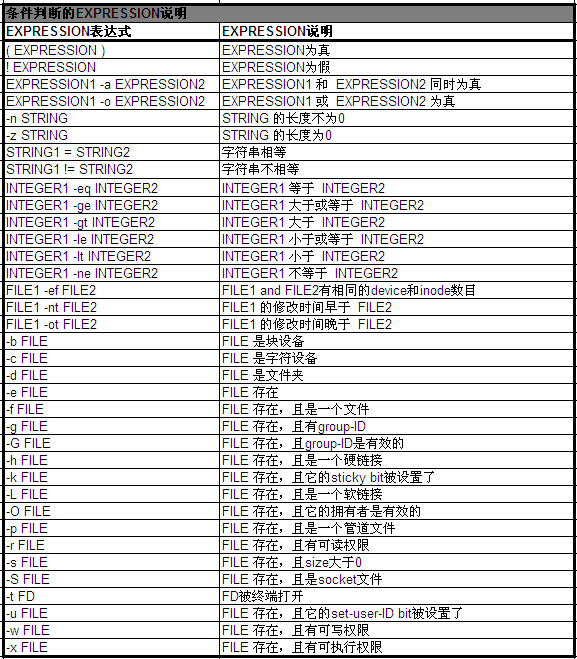 条件判断的EXPRESSION说明
EXPRESSION表达式 EXPRESSION说明
( EXPRESSION ) EXPRESSION为真
! EXPRESSION EXPRESSION为假
EXPRESSION1 -a EXPRESSION2 EXPRESSION1 和 EXPRESSION2 同时为真
EXPRESSION1 -o EXPRESSION2 EXPRESSION1 或 EXPRESSION2 为真
-n STRING STRING 的长度不为0
-z STRING STRING 的长度为0
STRING1 = STRING2 字符串相等
STRING1 != STRING2 字符串不相等
INTEGER1 -eq INTEGER2 INTEGER1 等于 INTEGER2
INTEGER1 -ge INTEGER2 INTEGER1 大于或等于 INTEGER2
INTEGER1 -gt INTEGER2 INTEGER1 大于 INTEGER2
INTEGER1 -le INTEGER2 INTEGER1 小于或等于 INTEGER2
INTEGER1 -lt INTEGER2 INTEGER1 小于 INTEGER2
INTEGER1 -ne INTEGER2 INTEGER1 不等于 INTEGER2
FILE1 -ef FILE2 FILE1 and FILE2有相同的device和inode数目
FILE1 -nt FILE2 FILE1 的修改时间早于 FILE2
FILE1 -ot FILE2 FILE1 的修改时间晚于 FILE2
-b FILE FILE 是块设备
-c FILE FILE 是字符设备
-d FILE FILE 是文件夹
-e FILE FILE 存在
-f FILE FILE 存在，且是一个文件
-g FILE FILE 存在，且有group-ID
-G FILE FILE 存在，且group-ID是有效的
-h FILE FILE 存在，且是一个硬链接
-k FILE FILE 存在，且它的sticky bit被设置了
-L FILE FILE 存在，且是一个软链接
-O FILE FILE 存在，且它的拥有者是有效的
-p FILE FILE 存在，且是一个管道文件
-r FILE FILE 存在，且有可读权限
-s FILE FILE 存在，且size大于0
-S FILE FILE 存在，且是socket文件
-t FD FD被终端打开
-u FILE FILE 存在，且它的set-user-ID bit被设置了
-w FILE FILE 存在，且有可写权限
-x FILE FILE 存在，且有可执行权限